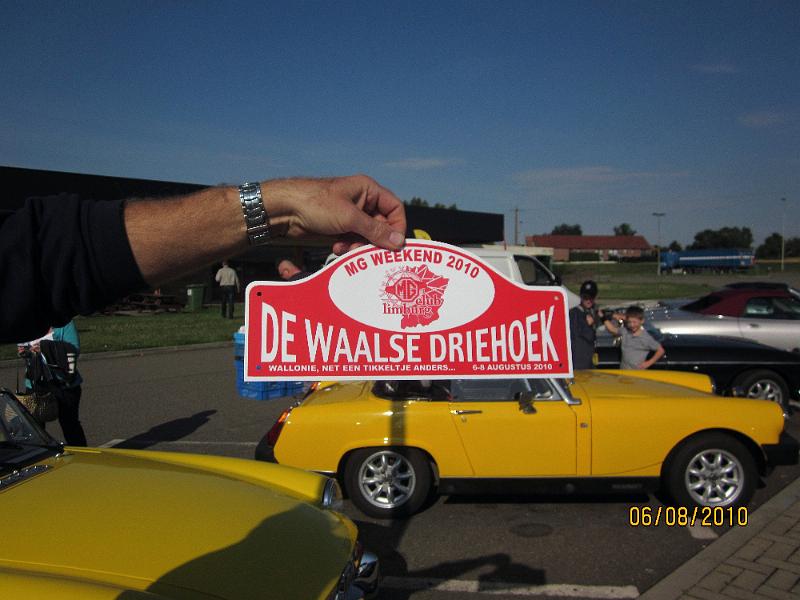 MG WEEKEND 2010
MG
club
limburg
DE WAALSE DRIEHOEK
WALLONIE, NET EEN TIKKELTJE ANDERS... 6-8 AUGUSTUS 2010
06/08/2010